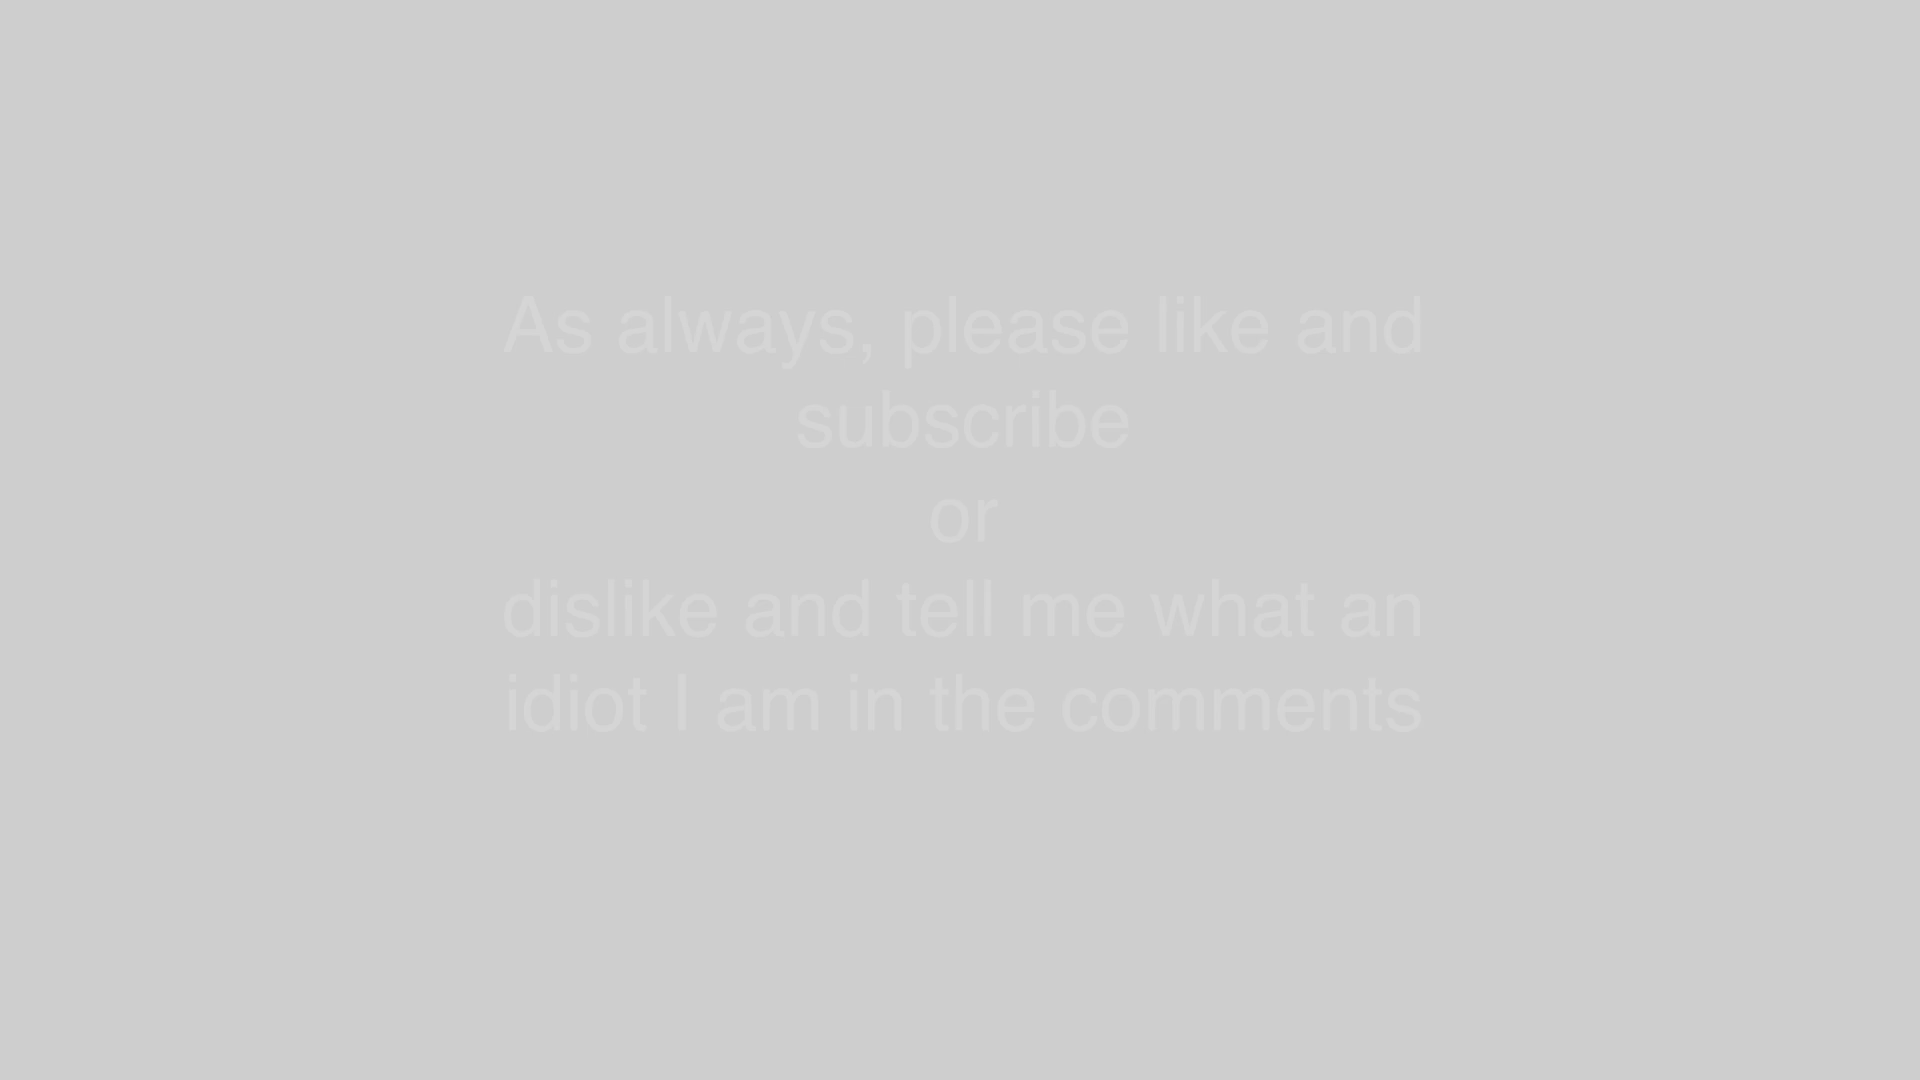 As always, please like and
subscribe
or
dislike and tell me what an
idiot I am in the comments